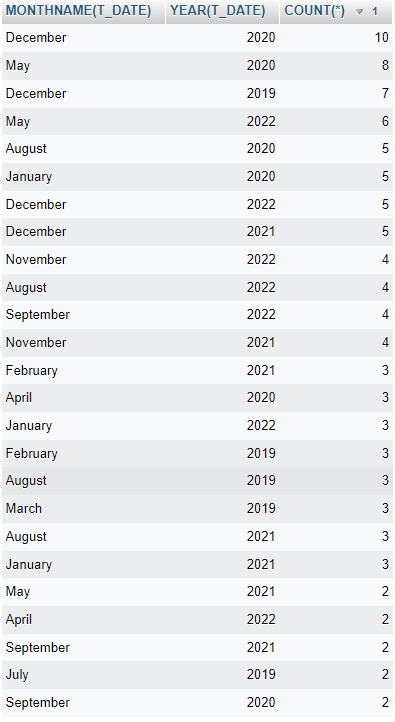 MONTHNAME(T_DATE) YEAR(T_DATE) COUNT(*) 1
December 2020 10
May 2020 8
December 2019 7
May 2022 6
August 2020 5
January 2020 5
December 2022 5
December 2021 5
November 2022 4
August 2022 4
September 2022 4
November 2021 4
February 2021 3
April 2020 3
January 2022 3
February 2019 3
August 2019 3
March 2019 3
August 2021 3
January 2021 3
May 2021 2
April 2022 2
September 2021 2
July 2019 2
September 2020 2